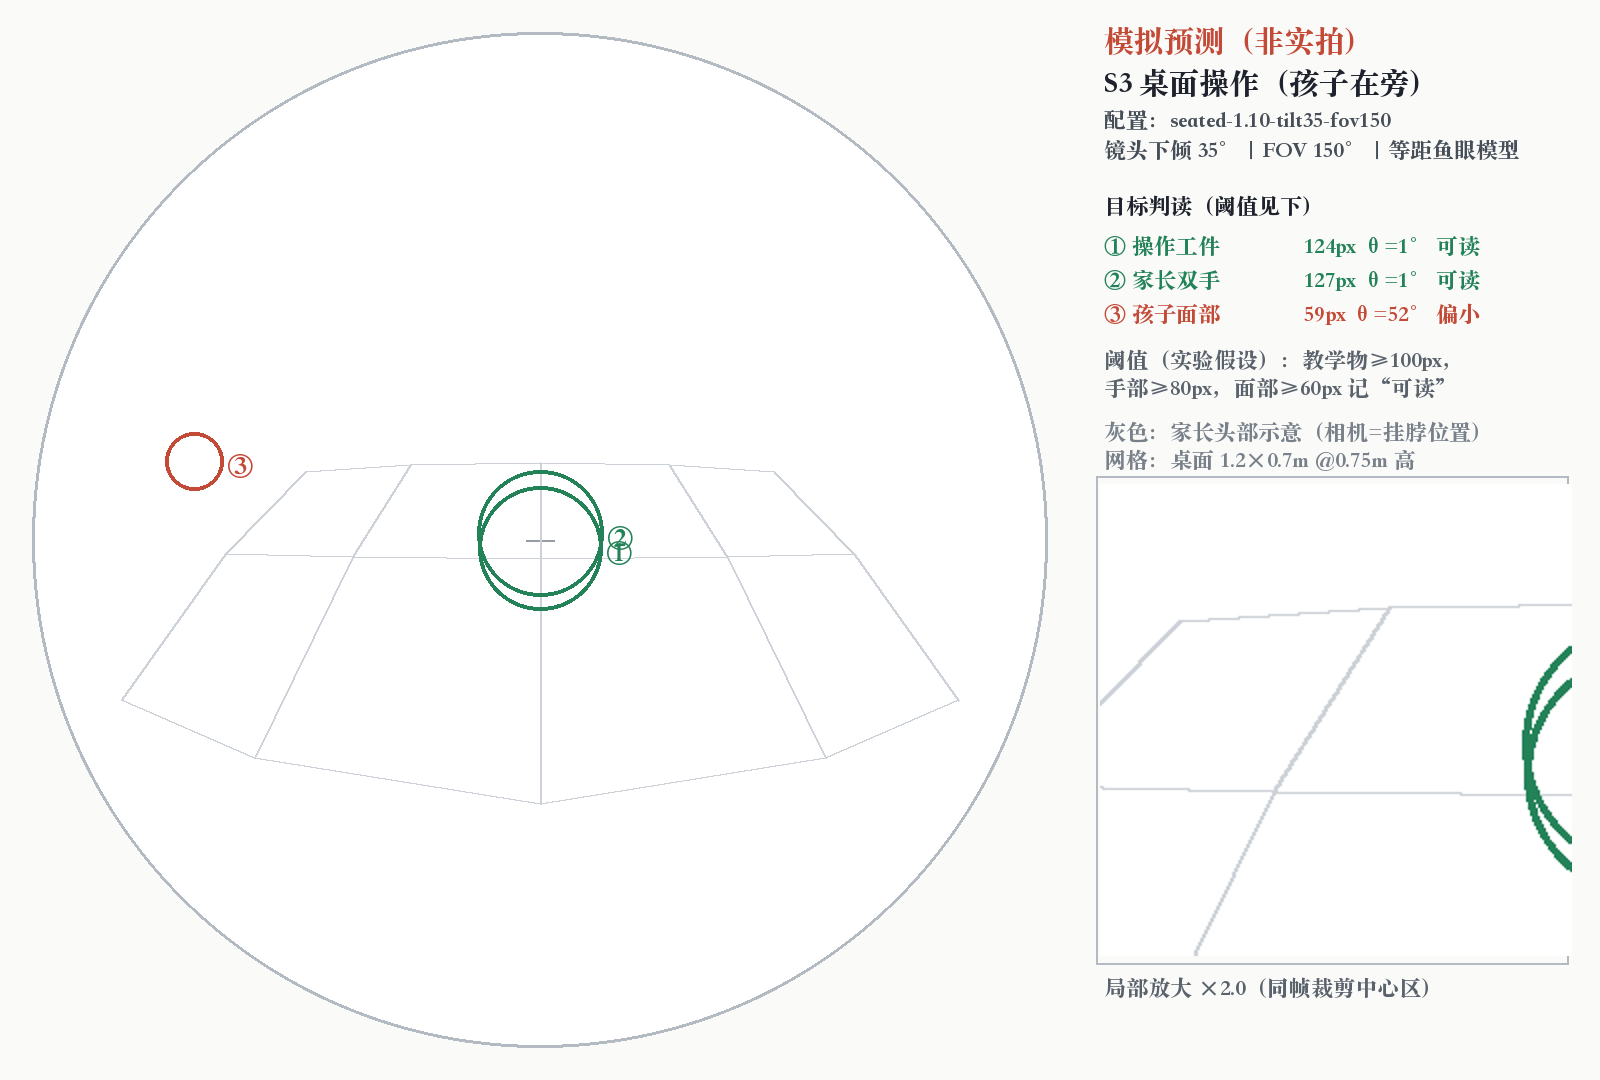 模拟预测（非实拍）
S3 桌面操作（孩子在旁）
配置：seated-1.10-tilt35-fov150
镜头下倾 35° | FOV 150° | 等距鱼眼模型
目标判读（阈值见下）
① 操作工件 124px θ=1° 可读
② 家长双手 127px θ=1° 可读
③ 孩子面部 59px θ=52° 偏小
阈值（实验假设）：教学物≥100px，
手部≥80px，面部≥60px 记“可读”
灰色：家长头部示意（相机=挂脖位置）
网格：桌面 1.2×0.7m @0.75m 高
③
②
①
局部放大 ×2.0（同帧裁剪中心区）